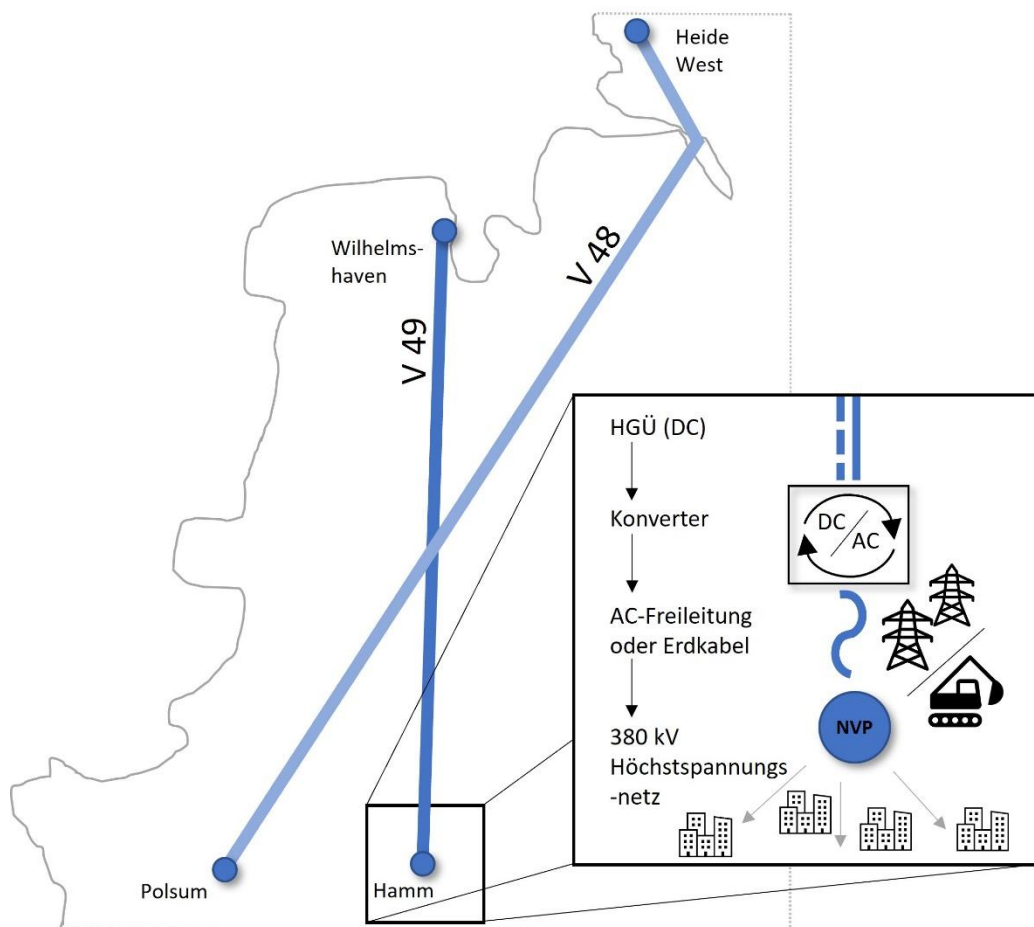 Heide
West
Wilhelms-
haven
V 48
V 49
HGÜ (DC)
Konverter
AC-Freileitung
oder Erdkabel
380 kV
Höchstspannungs
-netz
DC
AC
NVP
Polsum
Hamm